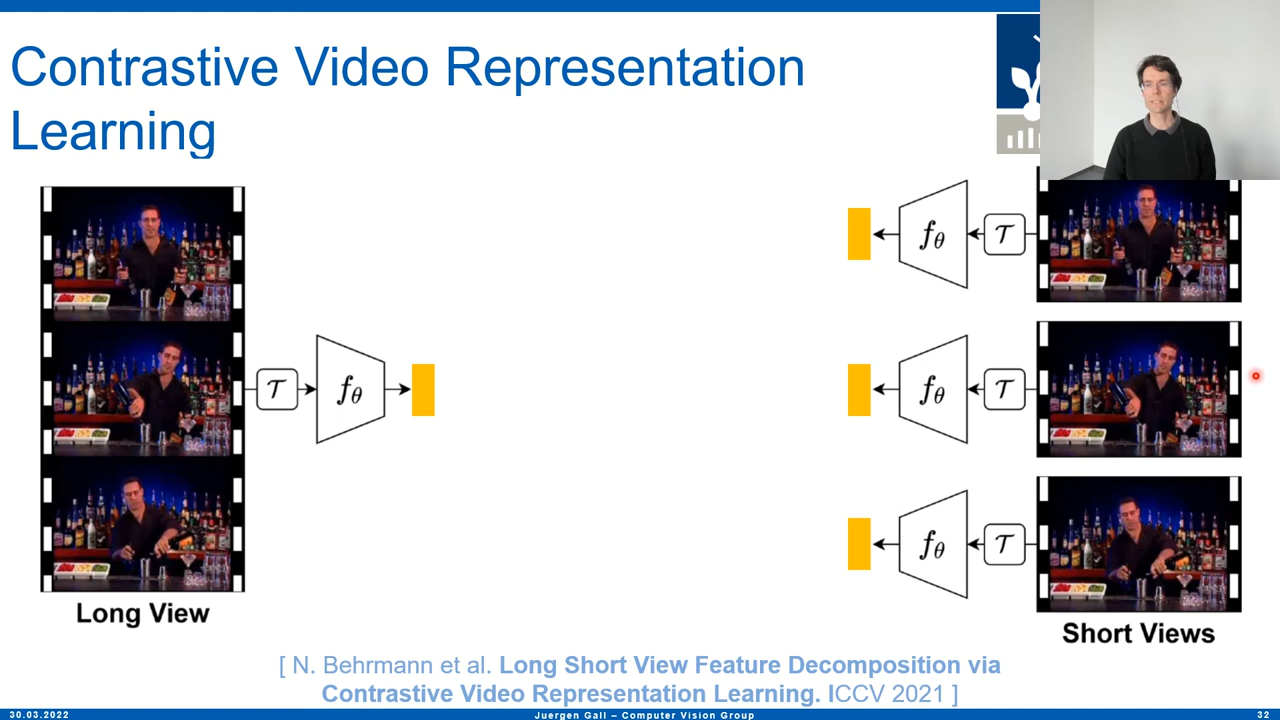 Contrastive Video Representation
Learning
𝒯
fθ
Long View
fθ
𝒯
fθ
𝒯
fθ
𝒯
Short Views
[ N. Behrmann et al. Long Short View Feature Decomposition via
Contrastive Video Representation Learning. ICCV 2021 ]
30.03.2022
Juergen Gall – Computer Vision Group
32